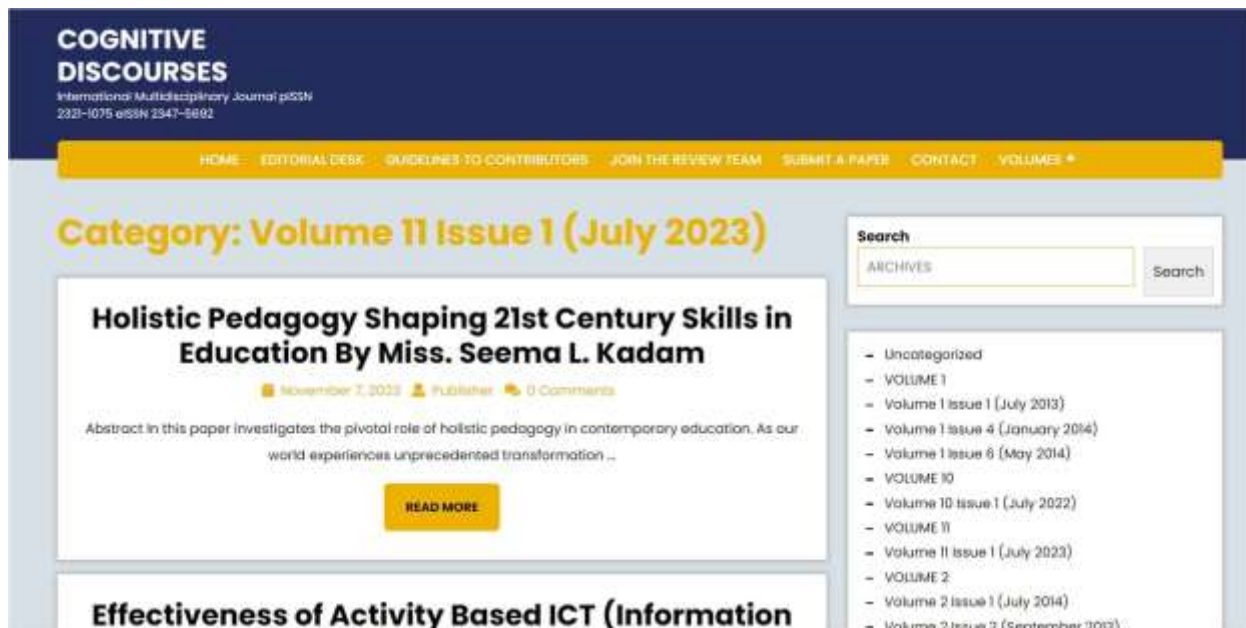 COGNITIVE
DISCOURSES
International Multidisciplinary Journal pISSN
2321-1075 eISSN 2347-5692
HOME EDITORIAL DESK GUIDELINES TO CONTRIBUTORS JOIN THE REVIEW TEAM SUBMIT A PAPER CONTACT VOLUMES +
Category: Volume 11 Issue 1 (July 2023)
Holistic Pedagogy Shaping 21st Century Skills in
Education By Miss. Seema L. Kadam
November 7, 2023 Publisher 0 Comments
Abstract In this paper investigates the pivotal role of holistic pedagogy in contemporary education. As our
world experiences unprecedented transformation ...
READ MORE
Effectiveness of Activity Based ICT (Information
Search
ARCHIVES
Search
- Uncategorized
- VOLUME 1
- Volume 1 Issue 1 (July 2013)
- Volume 1 Issue 4 (January 2014)
- Volume 1 Issue 6 (May 2014)
- VOLUME 10
- Volume 10 Issue 1 (July 2022)
- VOLUME 11
- Volume 11 Issue 1 (July 2023)
- VOLUME 2
- Volume 2 Issue 1 (July 2014)
- Volume 2 Issue 2 (September